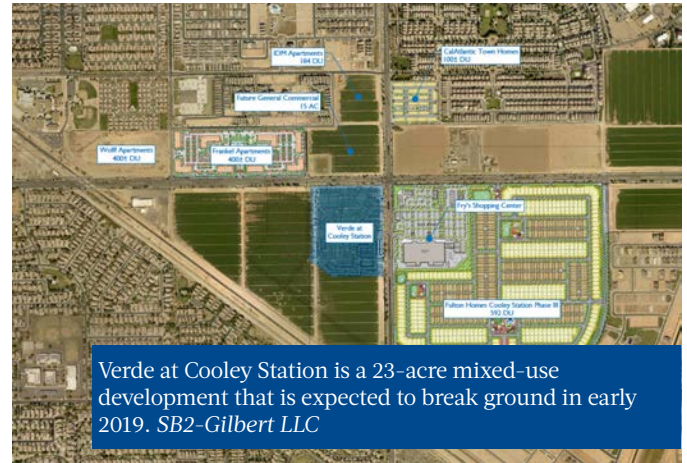 IDM Apartments
184 DU
CalAtlantic Town Homes
100± DU
Future General Commercial
15 AC
Wolff Apartments
400± DU
Frankel Apartments
400± DU
Verde at
Cooley Station
Fry's Shopping Center
Fulton Homes Cooley Station Phase III
592 DU
Verde at Cooley Station is a 23-acre mixed-use
development that is expected to break ground in early
2019. SB2-Gilbert LLC